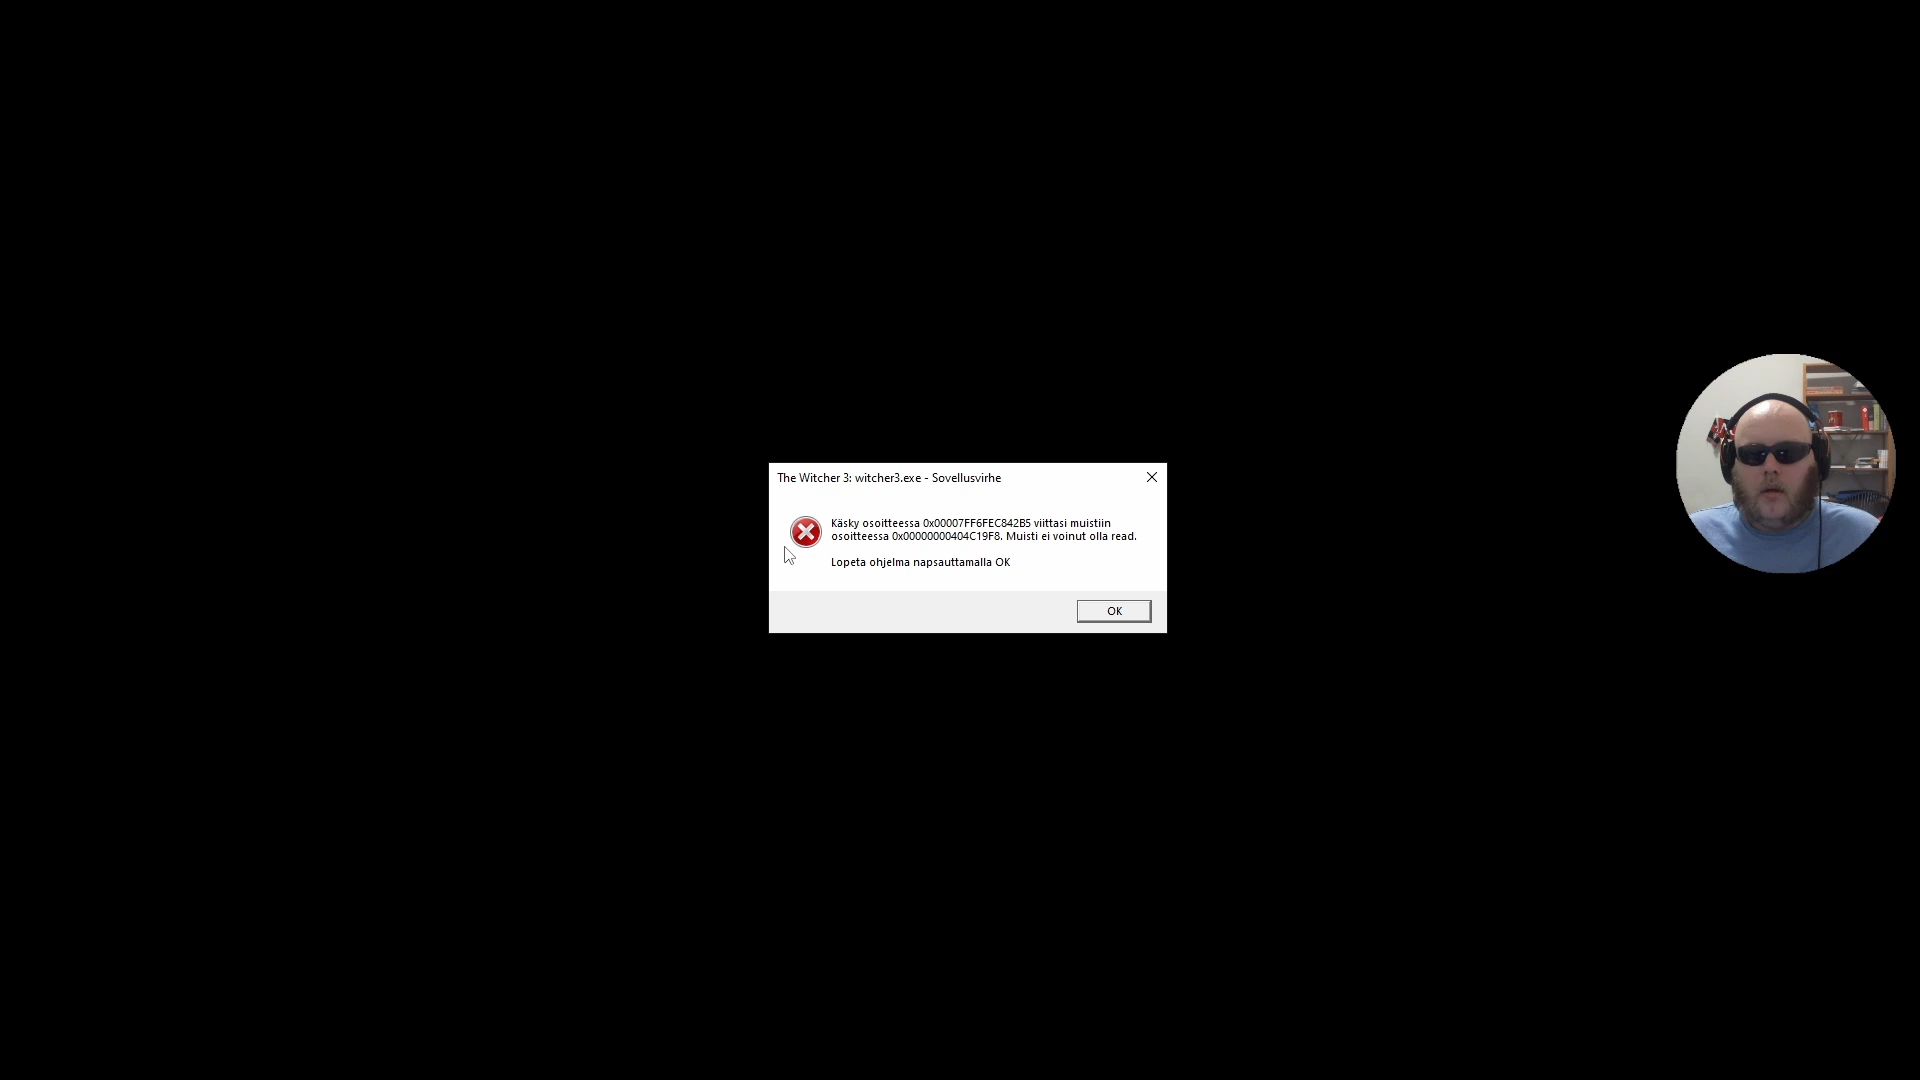 The Witcher 3: witcher3.exe - Sovellusvirhe
Käsky osoitteessa 0x00007FF6FEC842B5 viittasi muistiin
osoitteessa 0x00000000404C19F8. Muisti ei voinut olla read.
Lopeta ohjelma napsauttamalla OK
OK